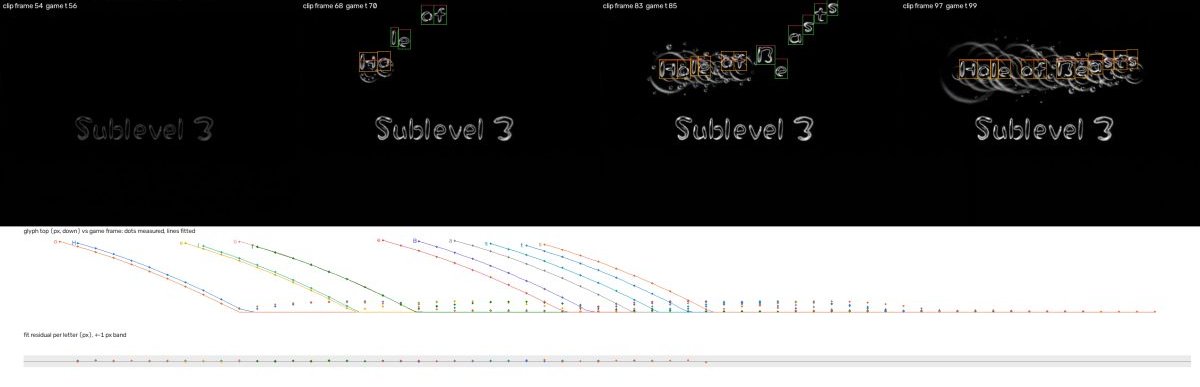 clip frame 54 game t 56
clip frame 68 game t 70
clip frame 83 game t 85
clip frame 97 game t 99
of
le
Ho
Hole of
B
e
a
s
t
s
Hole of Beasts
Sublevel 3
Sublevel 3
Sublevel 3
Sublevel 3
glyph top (px, down) vs game frame: dots measured, lines fitted
fit residual per letter (px), +-1 px band